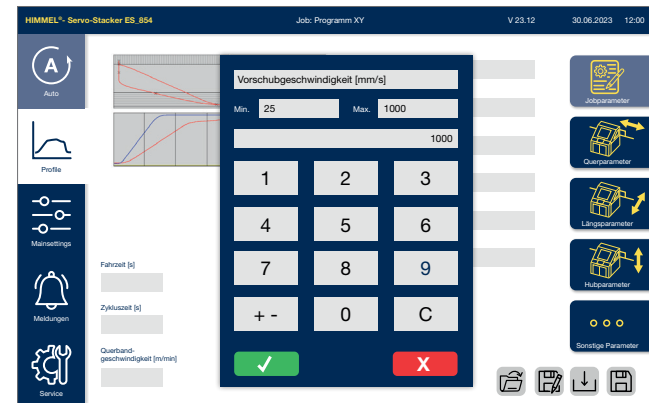 HIMMEL®- Servo-Stacker ES_854
Job: Programm XY
V 23.12
30.06.2023 12:00
A
Auto
Profile
Mainsettings
Meldungen
Service
Fahrzeit [s]
Zykluszeit [s]
Querband-
geschwindigkeit [m/min]
Vorschubgeschwindigkeit [mm/s]
Min. 25 Max. 1000
1000
1 2 3
4 5 6
7 8 9
+ - 0 C
X
Jobparameter
Querparameter
Längsparameter
Hubparameter
Sonstige Parameter